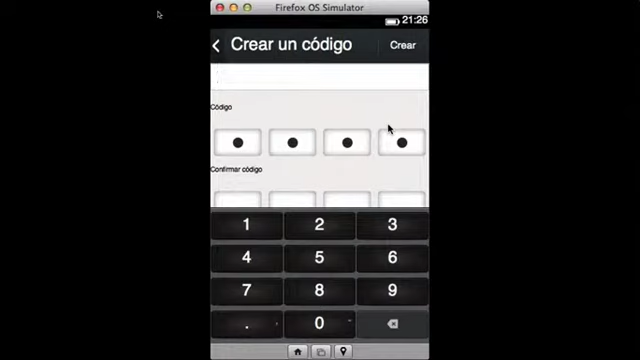 Firefox OS Simulator
21:26
Crear un código
Crear
Código
Confirmar código
1 2 3
4 5 6
7 8 9
. 0